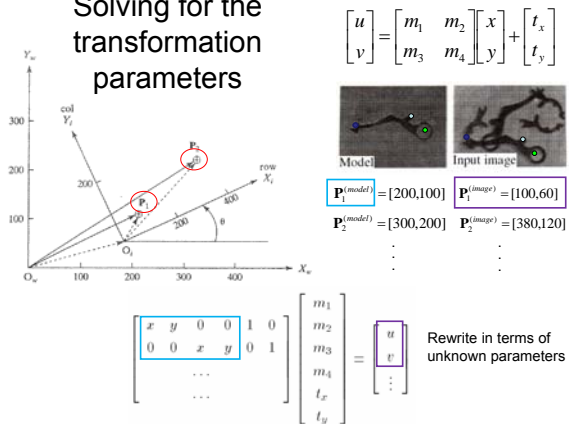 Solving for the
transformation
parameters
[u v] = [m1 m2 m3 m4] [x y] + [tx ty]
Yw
col
Yi
300
200
100
200
P2
P1
row
Xi
400
200
θ
Oi
Ow
100
200
300
400
Xw
Model
Input image
P1(model) =[200,100] P1(image) =[100,60]
P2(model) =[300,200] P2(image) =[380,120]
. .
. .
. .
x y 0 0 1 0
0 0 x y 0 1
...
...
m1
m2
m3
m4
tx
ty
=
u
v
⋮
Rewrite in terms of
unknown parameters